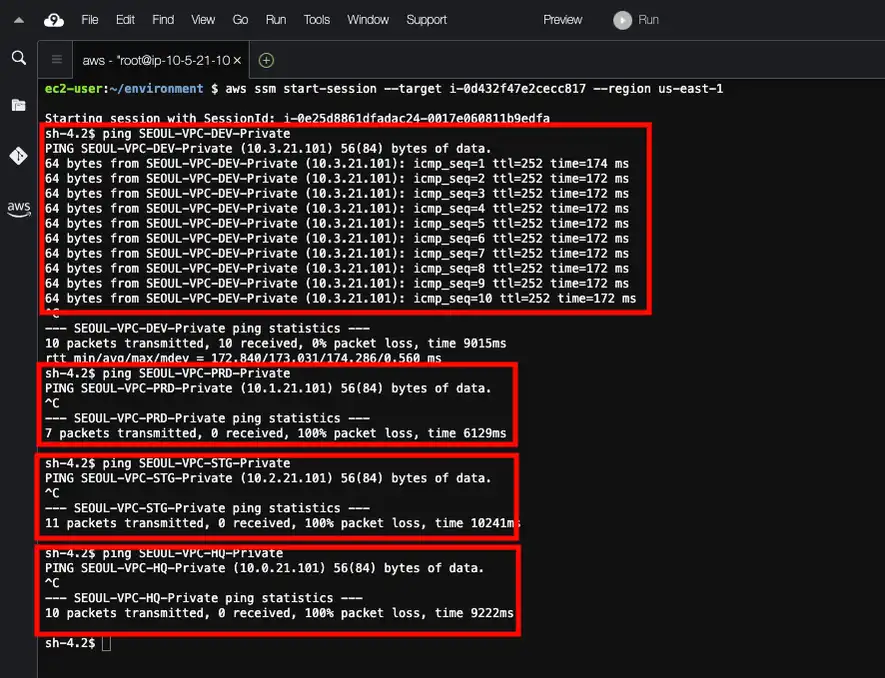 File Edit Find View Go Run Tools Window Support Preview Run
aws - "root@ip-10-5-21-10 ×
aws
ec2-user:~/environment $ aws ssm start-session --target i-0d432f47e2cecc817 --region us-east-1
Starting session with SessionId: i-0e25d8861dfadac24-0017e060811b9edfa
sh-4.2$ ping SEOUL-VPC-DEV-Private
PING SEOUL-VPC-DEV-Private (10.3.21.101) 56(84) bytes of data.
64 bytes from SEOUL-VPC-DEV-Private (10.3.21.101): icmp_seq=1 ttl=252 time=174 ms
64 bytes from SEOUL-VPC-DEV-Private (10.3.21.101): icmp_seq=2 ttl=252 time=172 ms
64 bytes from SEOUL-VPC-DEV-Private (10.3.21.101): icmp_seq=3 ttl=252 time=172 ms
64 bytes from SEOUL-VPC-DEV-Private (10.3.21.101): icmp_seq=4 ttl=252 time=172 ms
64 bytes from SEOUL-VPC-DEV-Private (10.3.21.101): icmp_seq=5 ttl=252 time=172 ms
64 bytes from SEOUL-VPC-DEV-Private (10.3.21.101): icmp_seq=6 ttl=252 time=172 ms
64 bytes from SEOUL-VPC-DEV-Private (10.3.21.101): icmp_seq=7 ttl=252 time=172 ms
64 bytes from SEOUL-VPC-DEV-Private (10.3.21.101): icmp_seq=8 ttl=252 time=172 ms
64 bytes from SEOUL-VPC-DEV-Private (10.3.21.101): icmp_seq=9 ttl=252 time=172 ms
64 bytes from SEOUL-VPC-DEV-Private (10.3.21.101): icmp_seq=10 ttl=252 time=172 ms
^C
--- SEOUL-VPC-DEV-Private ping statistics ---
10 packets transmitted, 10 received, 0% packet loss, time 9015ms
rtt min/avg/max/mdev = 172.840/173.031/174.286/0.560 ms
sh-4.2$ ping SEOUL-VPC-PRD-Private
PING SEOUL-VPC-PRD-Private (10.1.21.101) 56(84) bytes of data.
^C
--- SEOUL-VPC-PRD-Private ping statistics ---
7 packets transmitted, 0 received, 100% packet loss, time 6129ms
sh-4.2$ ping SEOUL-VPC-STG-Private
PING SEOUL-VPC-STG-Private (10.2.21.101) 56(84) bytes of data.
^C
--- SEOUL-VPC-STG-Private ping statistics ---
11 packets transmitted, 0 received, 100% packet loss, time 10241ms
sh-4.2$ ping SEOUL-VPC-HQ-Private
PING SEOUL-VPC-HQ-Private (10.0.21.101) 56(84) bytes of data.
^C
--- SEOUL-VPC-HQ-Private ping statistics ---
10 packets transmitted, 0 received, 100% packet loss, time 9222ms
sh-4.2$